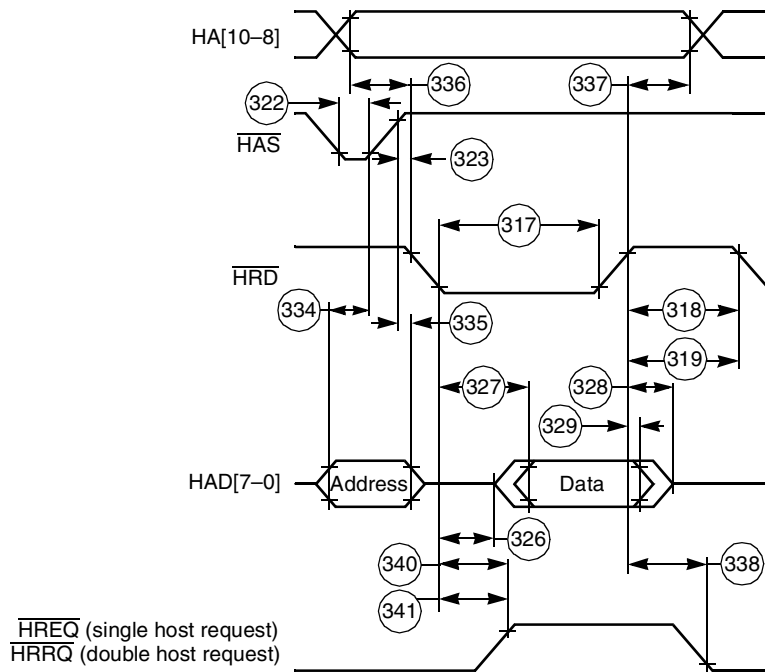 HA[10–8]
336
337
322
HAS
323
317
HRD
334
335
318
319
327
328
329
HAD[7–0]
Address
Data
326
340
338
341
HREQ (single host request)
HRRQ (double host request)